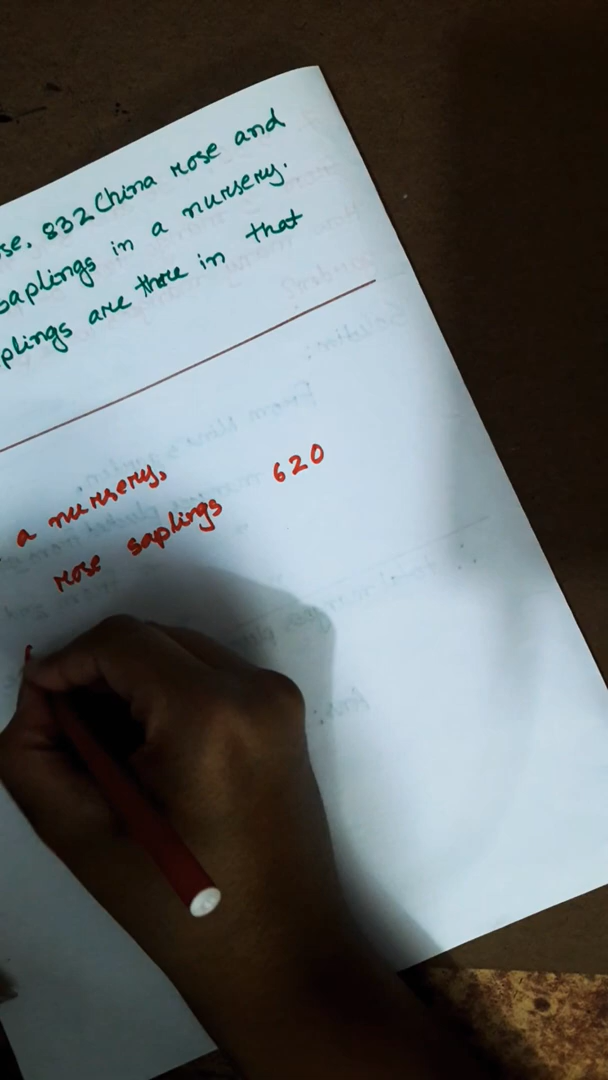 se, 832 China rose and
saplings in a nursery.
plings are there in that
a nursery,
rose saplings 620